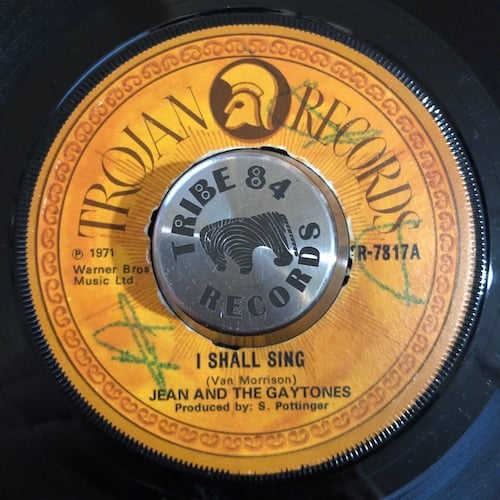 TROJAN RECORDS
TRIBE 84
RECORDS
℗ 1971
Warner Bros
Music Ltd.
R-7817A
I SHALL SING
(Van Morrison)
JEAN AND THE GAYTONES
Produced by: S. Pottinger